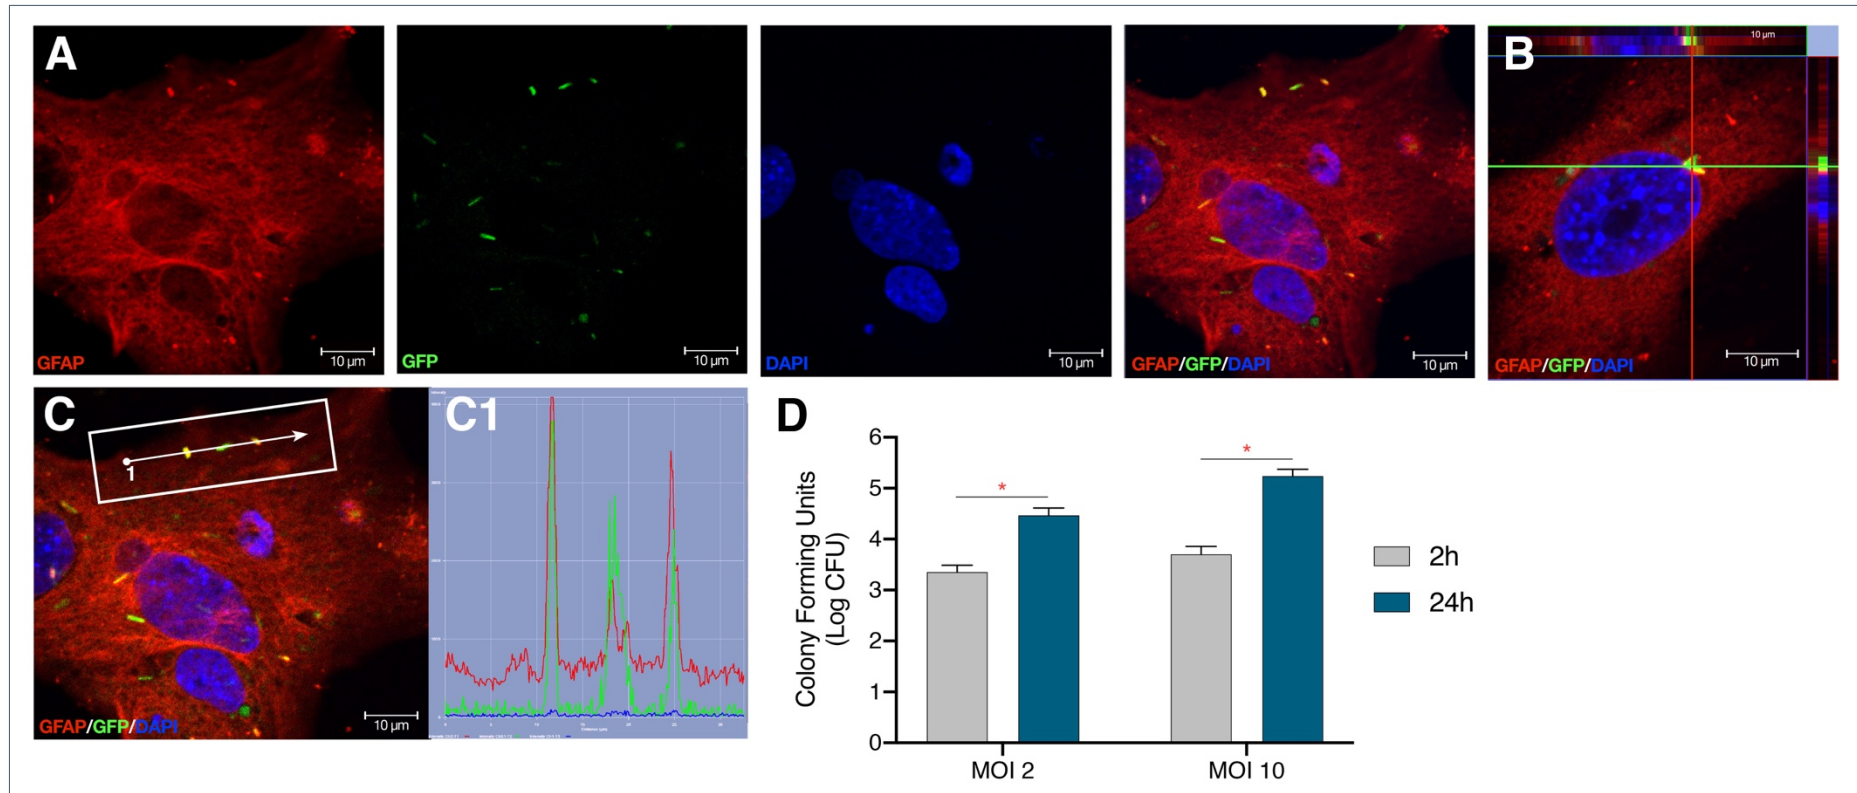 A
GFAP
10 µm
GFP
10 µm
DAPI
10 µm
GFAP/GFP/DAPI
10 µm
B
10 µm
GFAP/GFP/DAPI
10 µm
C
1
GFAP/GFP/DAPI
10 µm
C1
D
Colony Forming Units
(Log CFU)
6
5
4
3
2
1
0
*
*
MOI 2
MOI 10
2h
24h